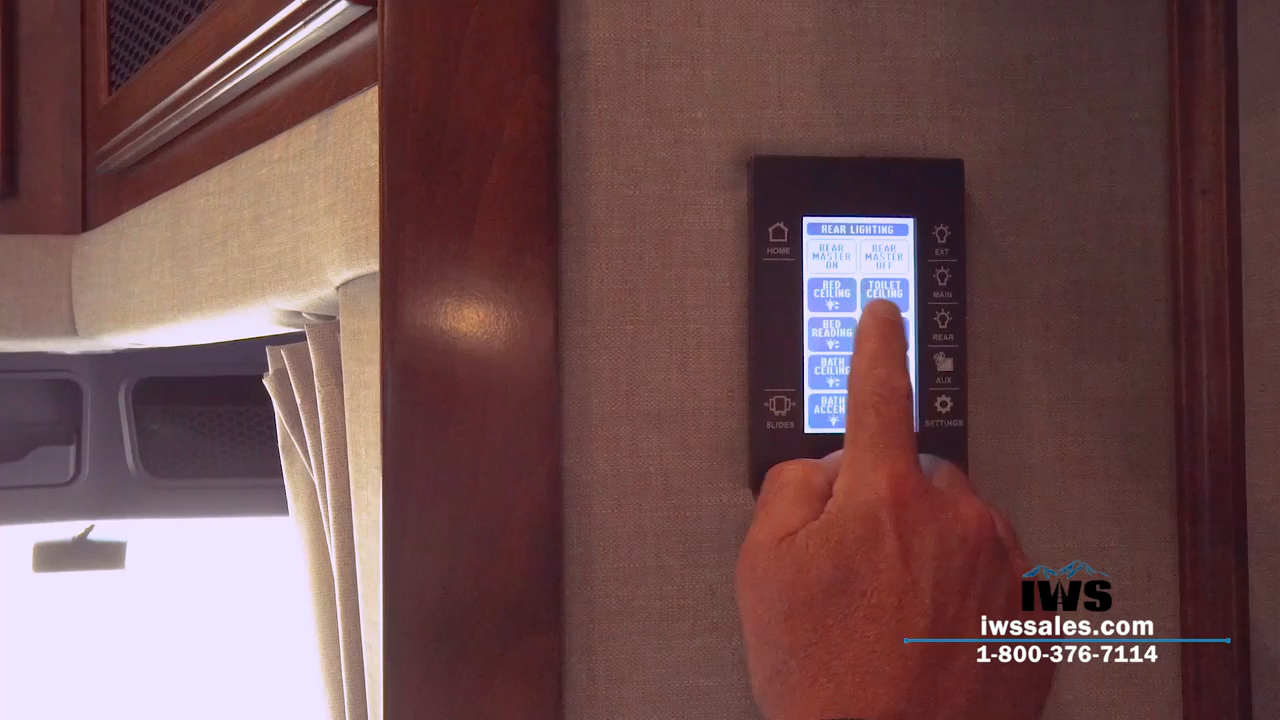 REAR LIGHTING
REAR
MASTER
ON
REAR
MASTER
OFF
BED
CEILING
TOILET
CEILING
BED
READING
BATH
CEILING
BATH
HOME
SLIDES
EXT
MAIN
REAR
AUX
SETTINGS
IWS
iwssales.com
1-800-376-7114